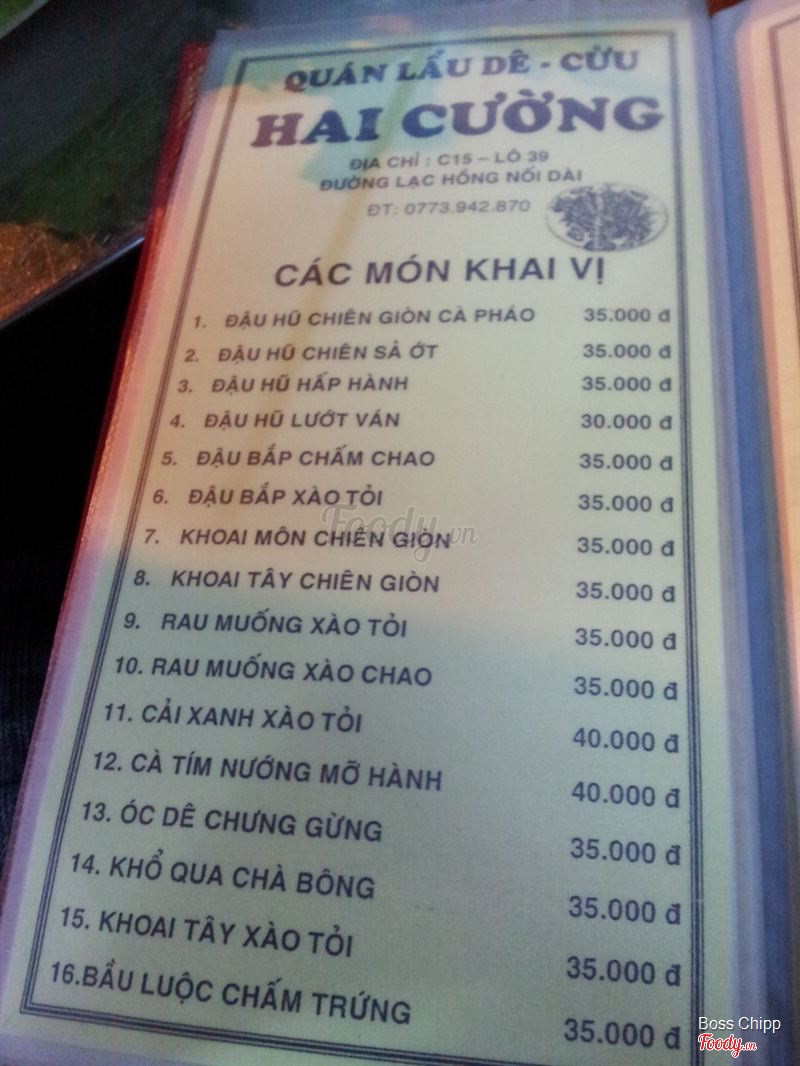 QUÁN LẨU DÊ - CỪU
HAI CƯỜNG
ĐỊA CHỈ : C15 – LÔ 39
ĐƯỜNG LẠC HỒNG NỐI DÀI
ĐT: 0773.942.870
CÁC MÓN KHAI VỊ
1. ĐẬU HŨ CHIÊN GIÒN CÀ PHÁO 35.000 đ
2. ĐẬU HŨ CHIÊN SẢ ỚT 35.000 đ
3. ĐẬU HŨ HẤP HÀNH 35.000 đ
4. ĐẬU HŨ LƯỚT VÁN 30.000 đ
5. ĐẬU BẮP CHẤM CHAO 35.000 đ
6. ĐẬU BẮP XÀO TỎI 35.000 đ
7. KHOAI MÔN CHIÊN GIÒN 35.000 đ
8. KHOAI TÂY CHIÊN GIÒN 35.000 đ
9. RAU MUỐNG XÀO TỎI 35.000 đ
10. RAU MUỐNG XÀO CHAO 35.000 đ
11. CẢI XANH XÀO TỎI 40.000 đ
12. CÀ TÍM NƯỚNG MỠ HÀNH 40.000 đ
13. ÓC DÊ CHƯNG GỪNG 35.000 đ
14. KHỔ QUA CHÀ BÔNG 35.000 đ
15. KHOAI TÂY XÀO TỎI 35.000 đ
16.BẦU LUỘC CHẤM TRỨNG 35.000 đ
Foody.vn
Boss Chipp
Foody.vn